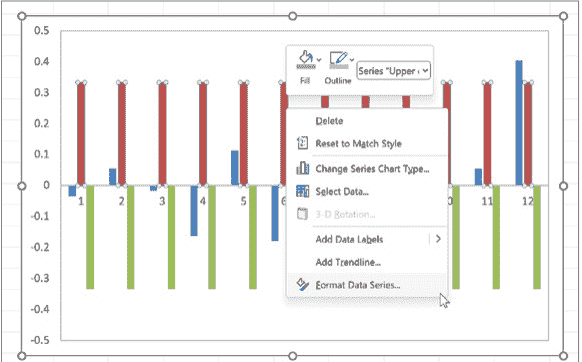 0.5
Fill Outline Series "Upper
0.4
0.3
0.2
0.1
0
-0.1
-0.2
-0.3
-0.4
-0.5
1 2 3 4 5 6 0 11 12
Delete
Reset to Match Style
Change Series Chart Type...
Select Data...
3-D Rotation...
Add Data Labels
Add Trendline...
Format Data Series...